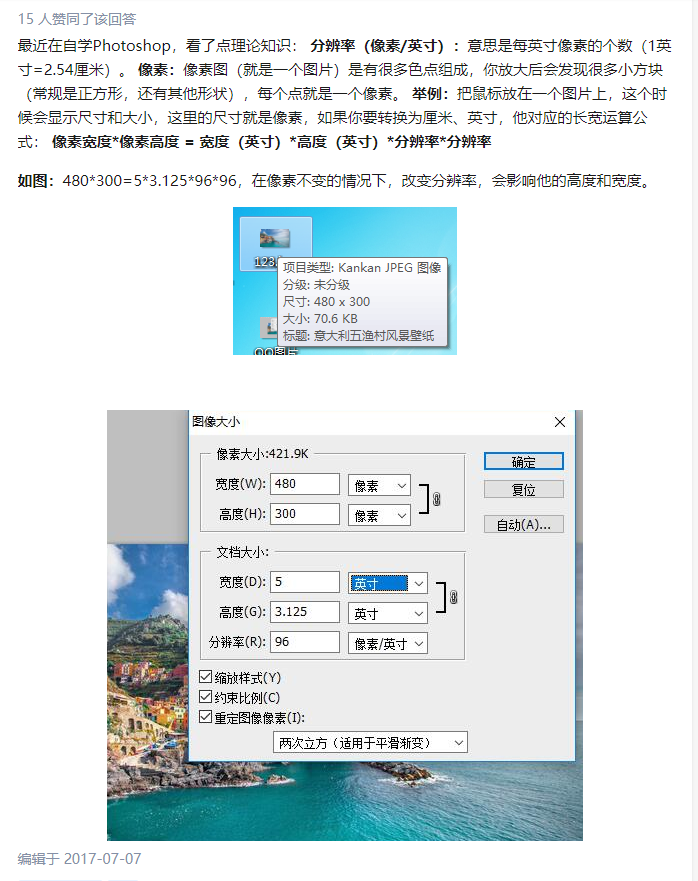 15 人赞同了该回答
最近在自学Photoshop，看了点理论知识： 分辨率（像素/英寸）：意思是每英寸像素的个数（1英
寸=2.54厘米）。 像素：像素图（就是一个图片）是有很多色点组成，你放大后会发现很多小方块
（常规是正方形，还有其他形状），每个点就是一个像素。 举例：把鼠标放在一个图片上，这个时
候会显示尺寸和大小，这里的尺寸就是像素，如果你要转换为厘米、英寸，他对应的长宽运算公
式： 像素宽度*像素高度 = 宽度（英寸）*高度（英寸）*分辨率*分辨率
如图：480*300=5*3.125*96*96，在像素不变的情况下，改变分辨率，会影响他的高度和宽度。
123.
项目类型: Kankan JPEG 图像
分级: 未分级
尺寸: 480 x 300
大小: 70.6 KB
标题: 意大利五渔村风景壁纸
QQ图片
图像大小
像素大小:421.9K
宽度(W): 480 像素
高度(H): 300 像素
确定
复位
自动(A)...
文档大小:
宽度(D): 5 英寸
高度(G): 3.125 英寸
分辨率(R): 96 像素/英寸
缩放样式(Y)
约束比例(C)
重定图像像素(I):
两次立方（适用于平滑渐变）
编辑于 2017-07-07